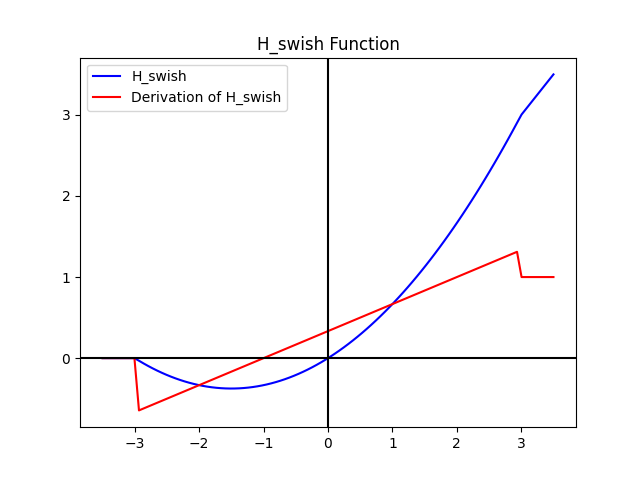 H_swish Function
H_swish
Derivation of H_swish
3
2
1
0
−3 −2 −1 0 1 2 3